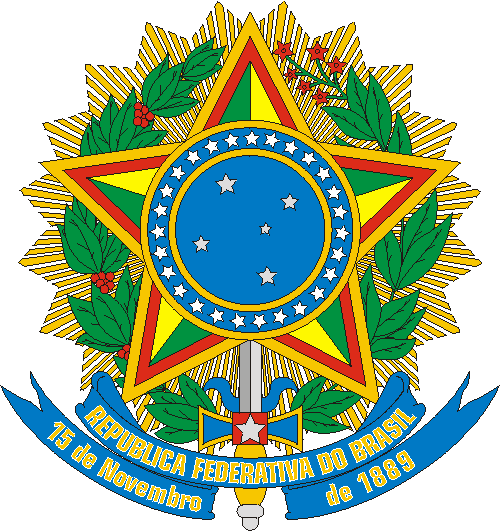 REPUBLICA FEDERATIVA DO BRASIL
15 de Novembro
de 1889